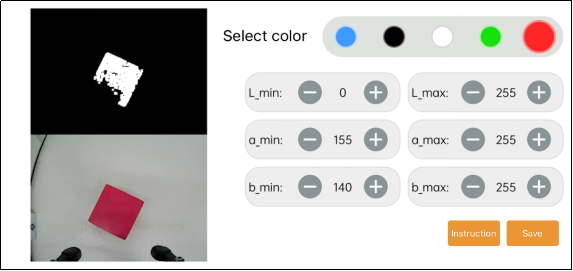 Select color
L_min: 0 L_max: 255
a_min: 155 a_max: 255
b_min: 140 b_max: 255
Instruction Save